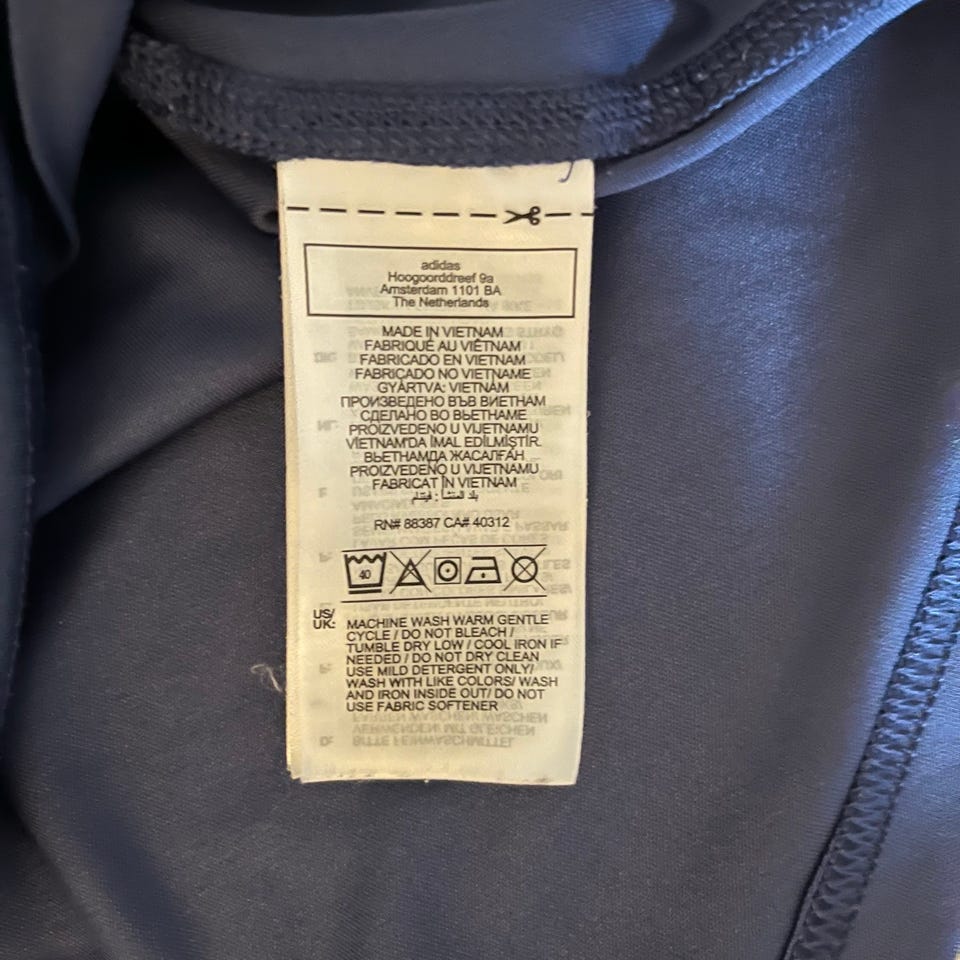 adidas
Hoogoorddreef 9a
Amsterdam 1101 BA
The Netherlands
MADE IN VIETNAM
FABRIQUÉ AU VIÊTNAM
FABRICADO EN VIETNAM
FABRICADO NO VIETNAME
GYÁRTVA: VIETNÁM
ПРОИЗВЕДЕНО ВЪВ ВИЕТНАМ
СДЕЛАНО ВО ВЬЕТНАМЕ
PROIZVEDENO U VIJETNAMU
VİETNAM'DA İMAL EDİLMİŞTİR.
ВЬЕТНАМДА ЖАСАЛҒАН
PROIZVEDENO U VIJETNAMU
FABRICAT ÎN VIETNAM
بلد المنشأ : فيتنام
RN# 88387 CA# 40312
40
US/
UK:
MACHINE WASH WARM GENTLE
CYCLE / DO NOT BLEACH /
TUMBLE DRY LOW / COOL IRON IF
NEEDED / DO NOT DRY CLEAN
USE MILD DETERGENT ONLY/
WASH WITH LIKE COLORS/ WASH
AND IRON INSIDE OUT/ DO NOT
USE FABRIC SOFTENER